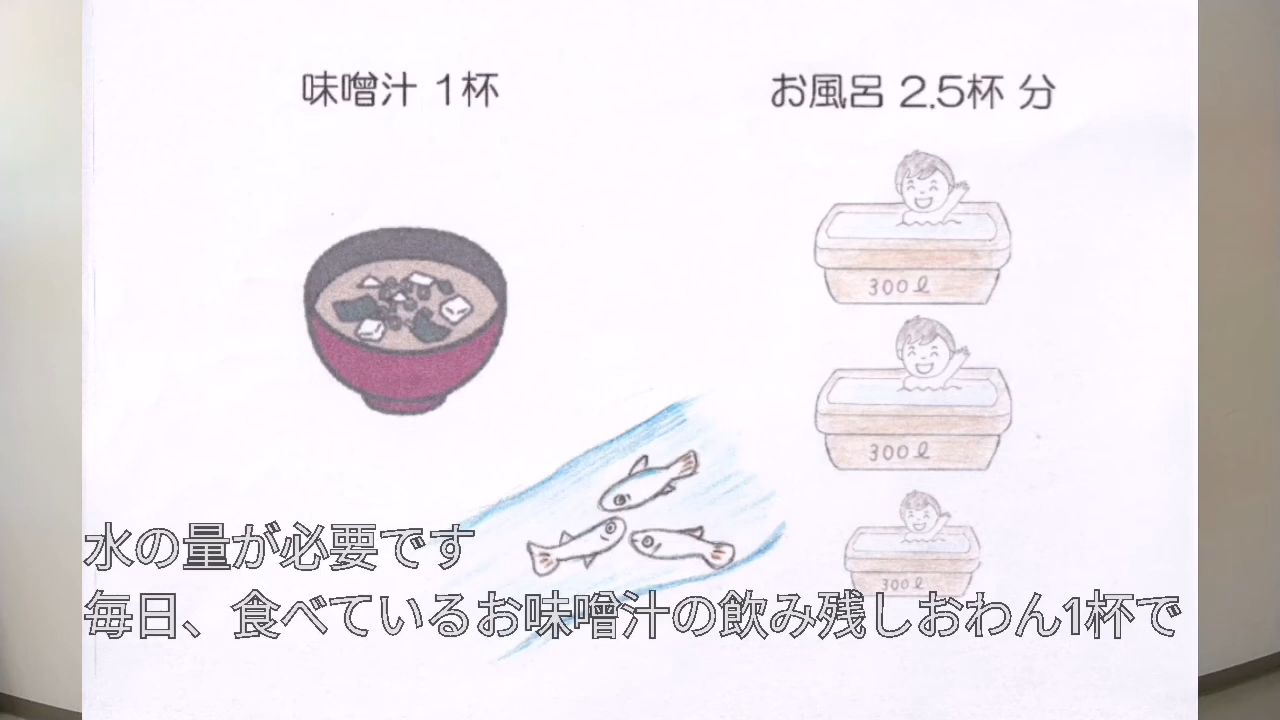 味噌汁 1杯
お風呂 2.5杯 分
300ℓ
300ℓ
300ℓ
水の量が必要です
毎日、食べているお味噌汁の飲み残しおわん1杯で